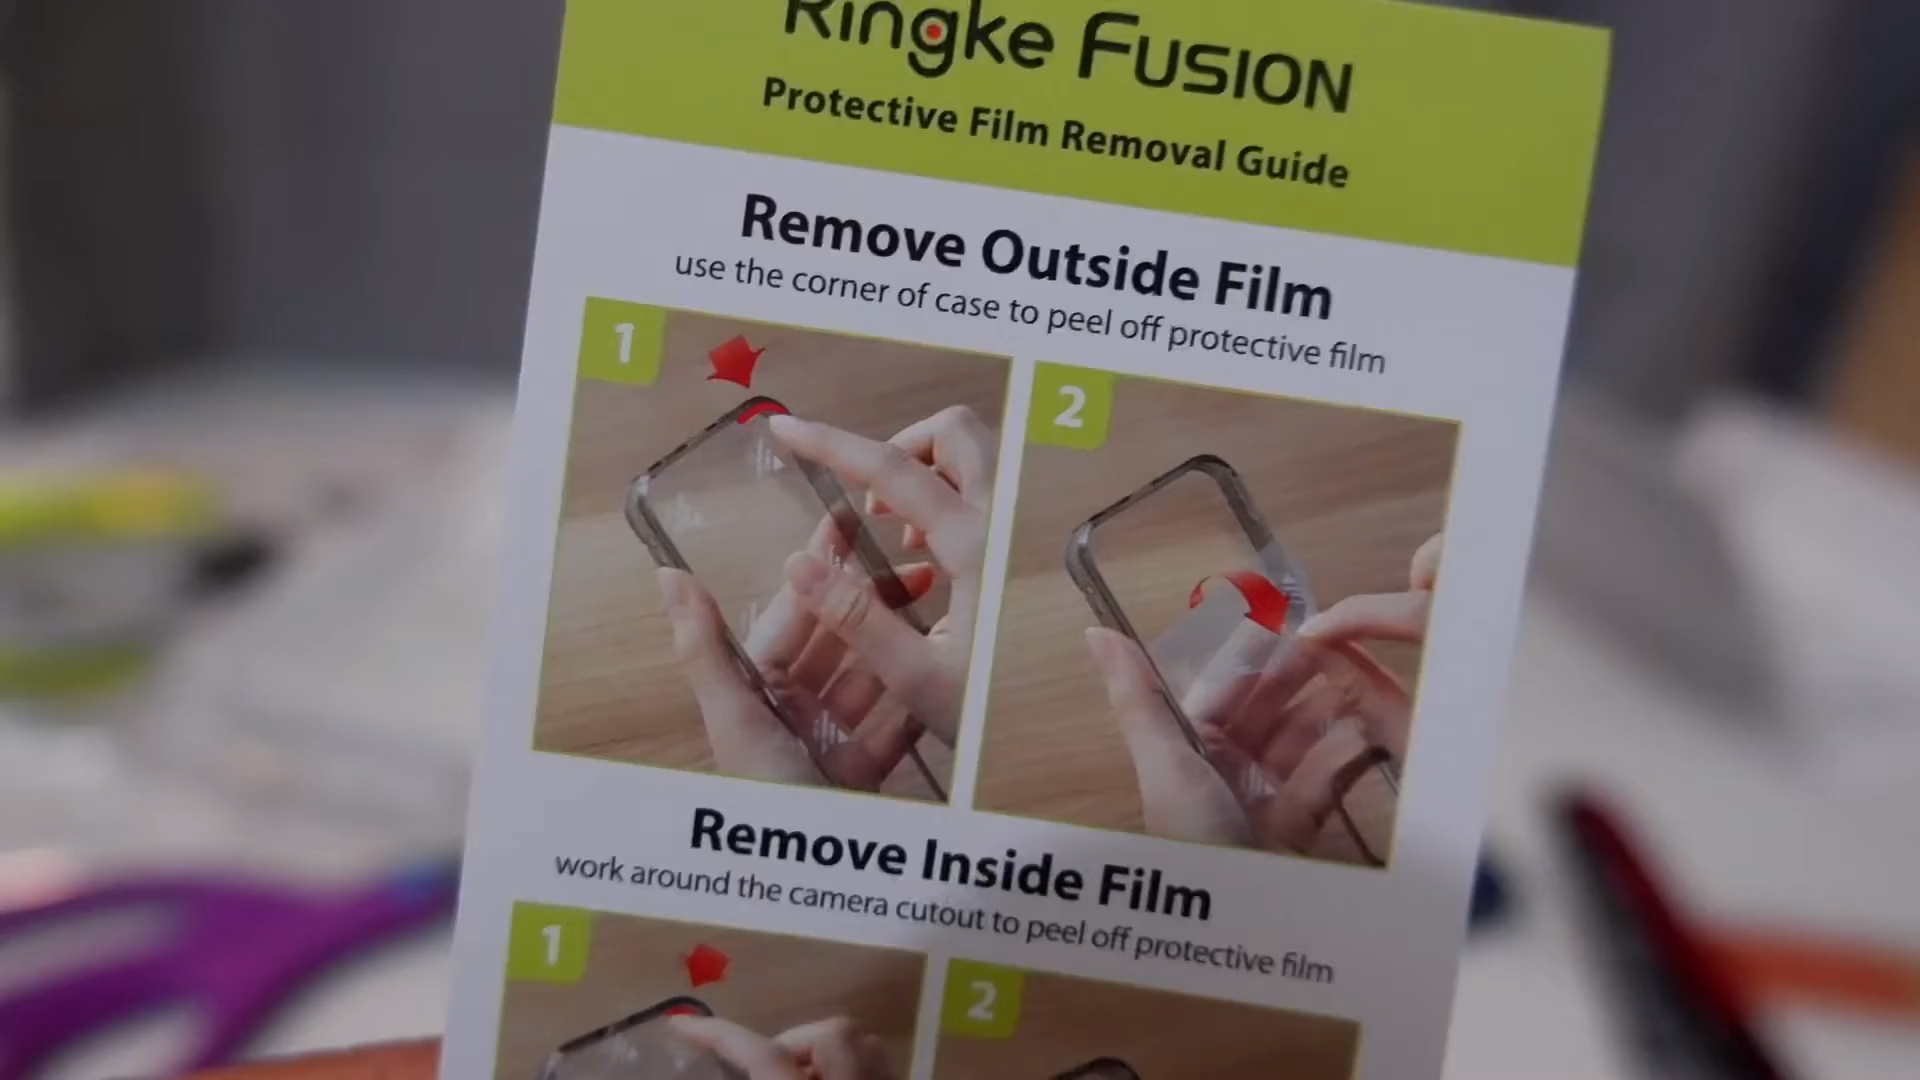 Ringke FUSION
Protective Film Removal Guide
Remove Outside Film
use the corner of case to peel off protective film
1
2
Remove Inside Film
work around the camera cutout to peel off protective film
1
2